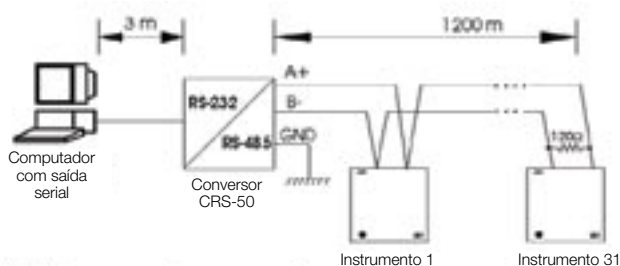 3 m
1200 m
A+
B-
GND
RS-232
RS-485
120Ω
Computador
com saída
serial
Conversor
CRS-50
Instrumento 1
Instrumento 31